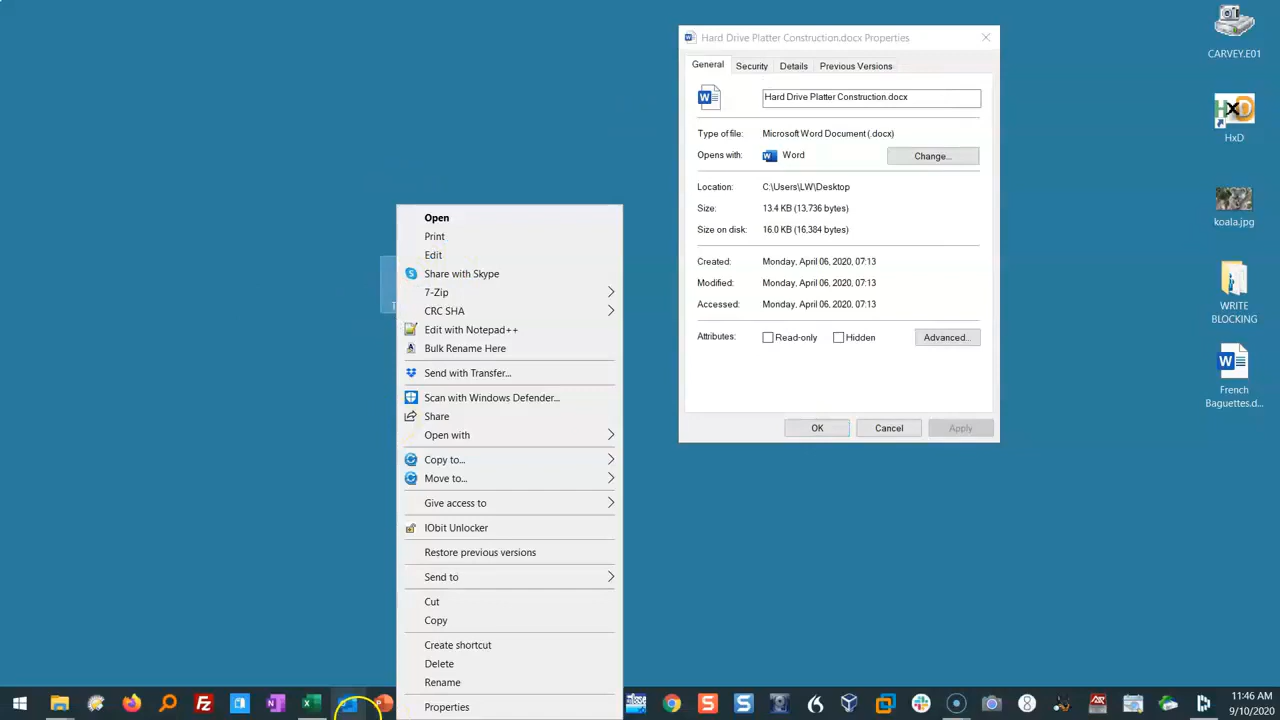 Hard Drive Platter Construction.docx Properties
General
Security
Details
Previous Versions
Hard Drive Platter Construction.docx
Type of file:
Microsoft Word Document (.docx)
Opens with:
Word
Change...
Location:
C:\Users\LW\Desktop
Size:
13.4 KB (13,736 bytes)
Size on disk:
16.0 KB (16,384 bytes)
Created:
Monday, April 06, 2020, 07:13
Modified:
Monday, April 06, 2020, 07:13
Accessed:
Monday, April 06, 2020, 07:13
Attributes:
Read-only
Hidden
Advanced...
OK
Cancel
Apply
Open
Print
Edit
Share with Skype
7-Zip
CRC SHA
Edit with Notepad++
Bulk Rename Here
Send with Transfer...
Scan with Windows Defender...
Share
Open with
Copy to...
Move to...
Give access to
IObit Unlocker
Restore previous versions
Send to
Cut
Copy
Create shortcut
Delete
Rename
Properties
CARVEY.E01
HxD
HxD
koala.jpg
WRITE
BLOCKING
French
Baguettes.d...
11:46 AM
9/10/2020